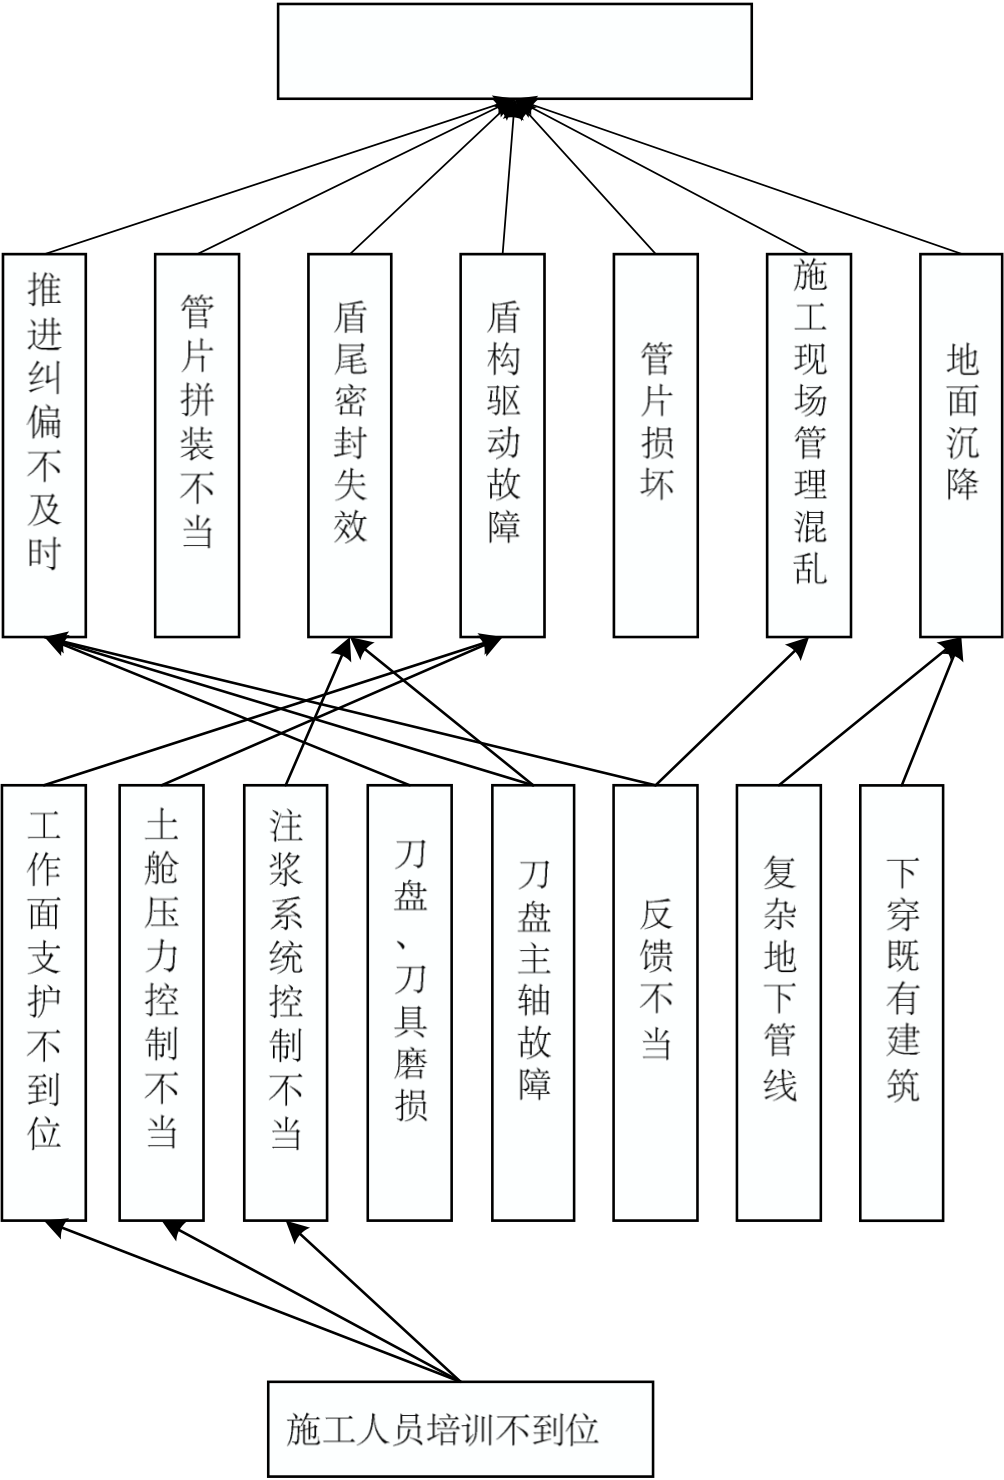 推进纠偏不及时
管片拼装不当
盾尾密封失效
盾构驱动故障
管片损坏
施工现场管理混乱
地面沉降
工作面支护不到位
土舱压力控制不当
注浆系统控制不当
刀盘、刀具磨损
刀盘主轴故障
反馈不当
复杂地下管线
下穿既有建筑
施工人员培训不到位